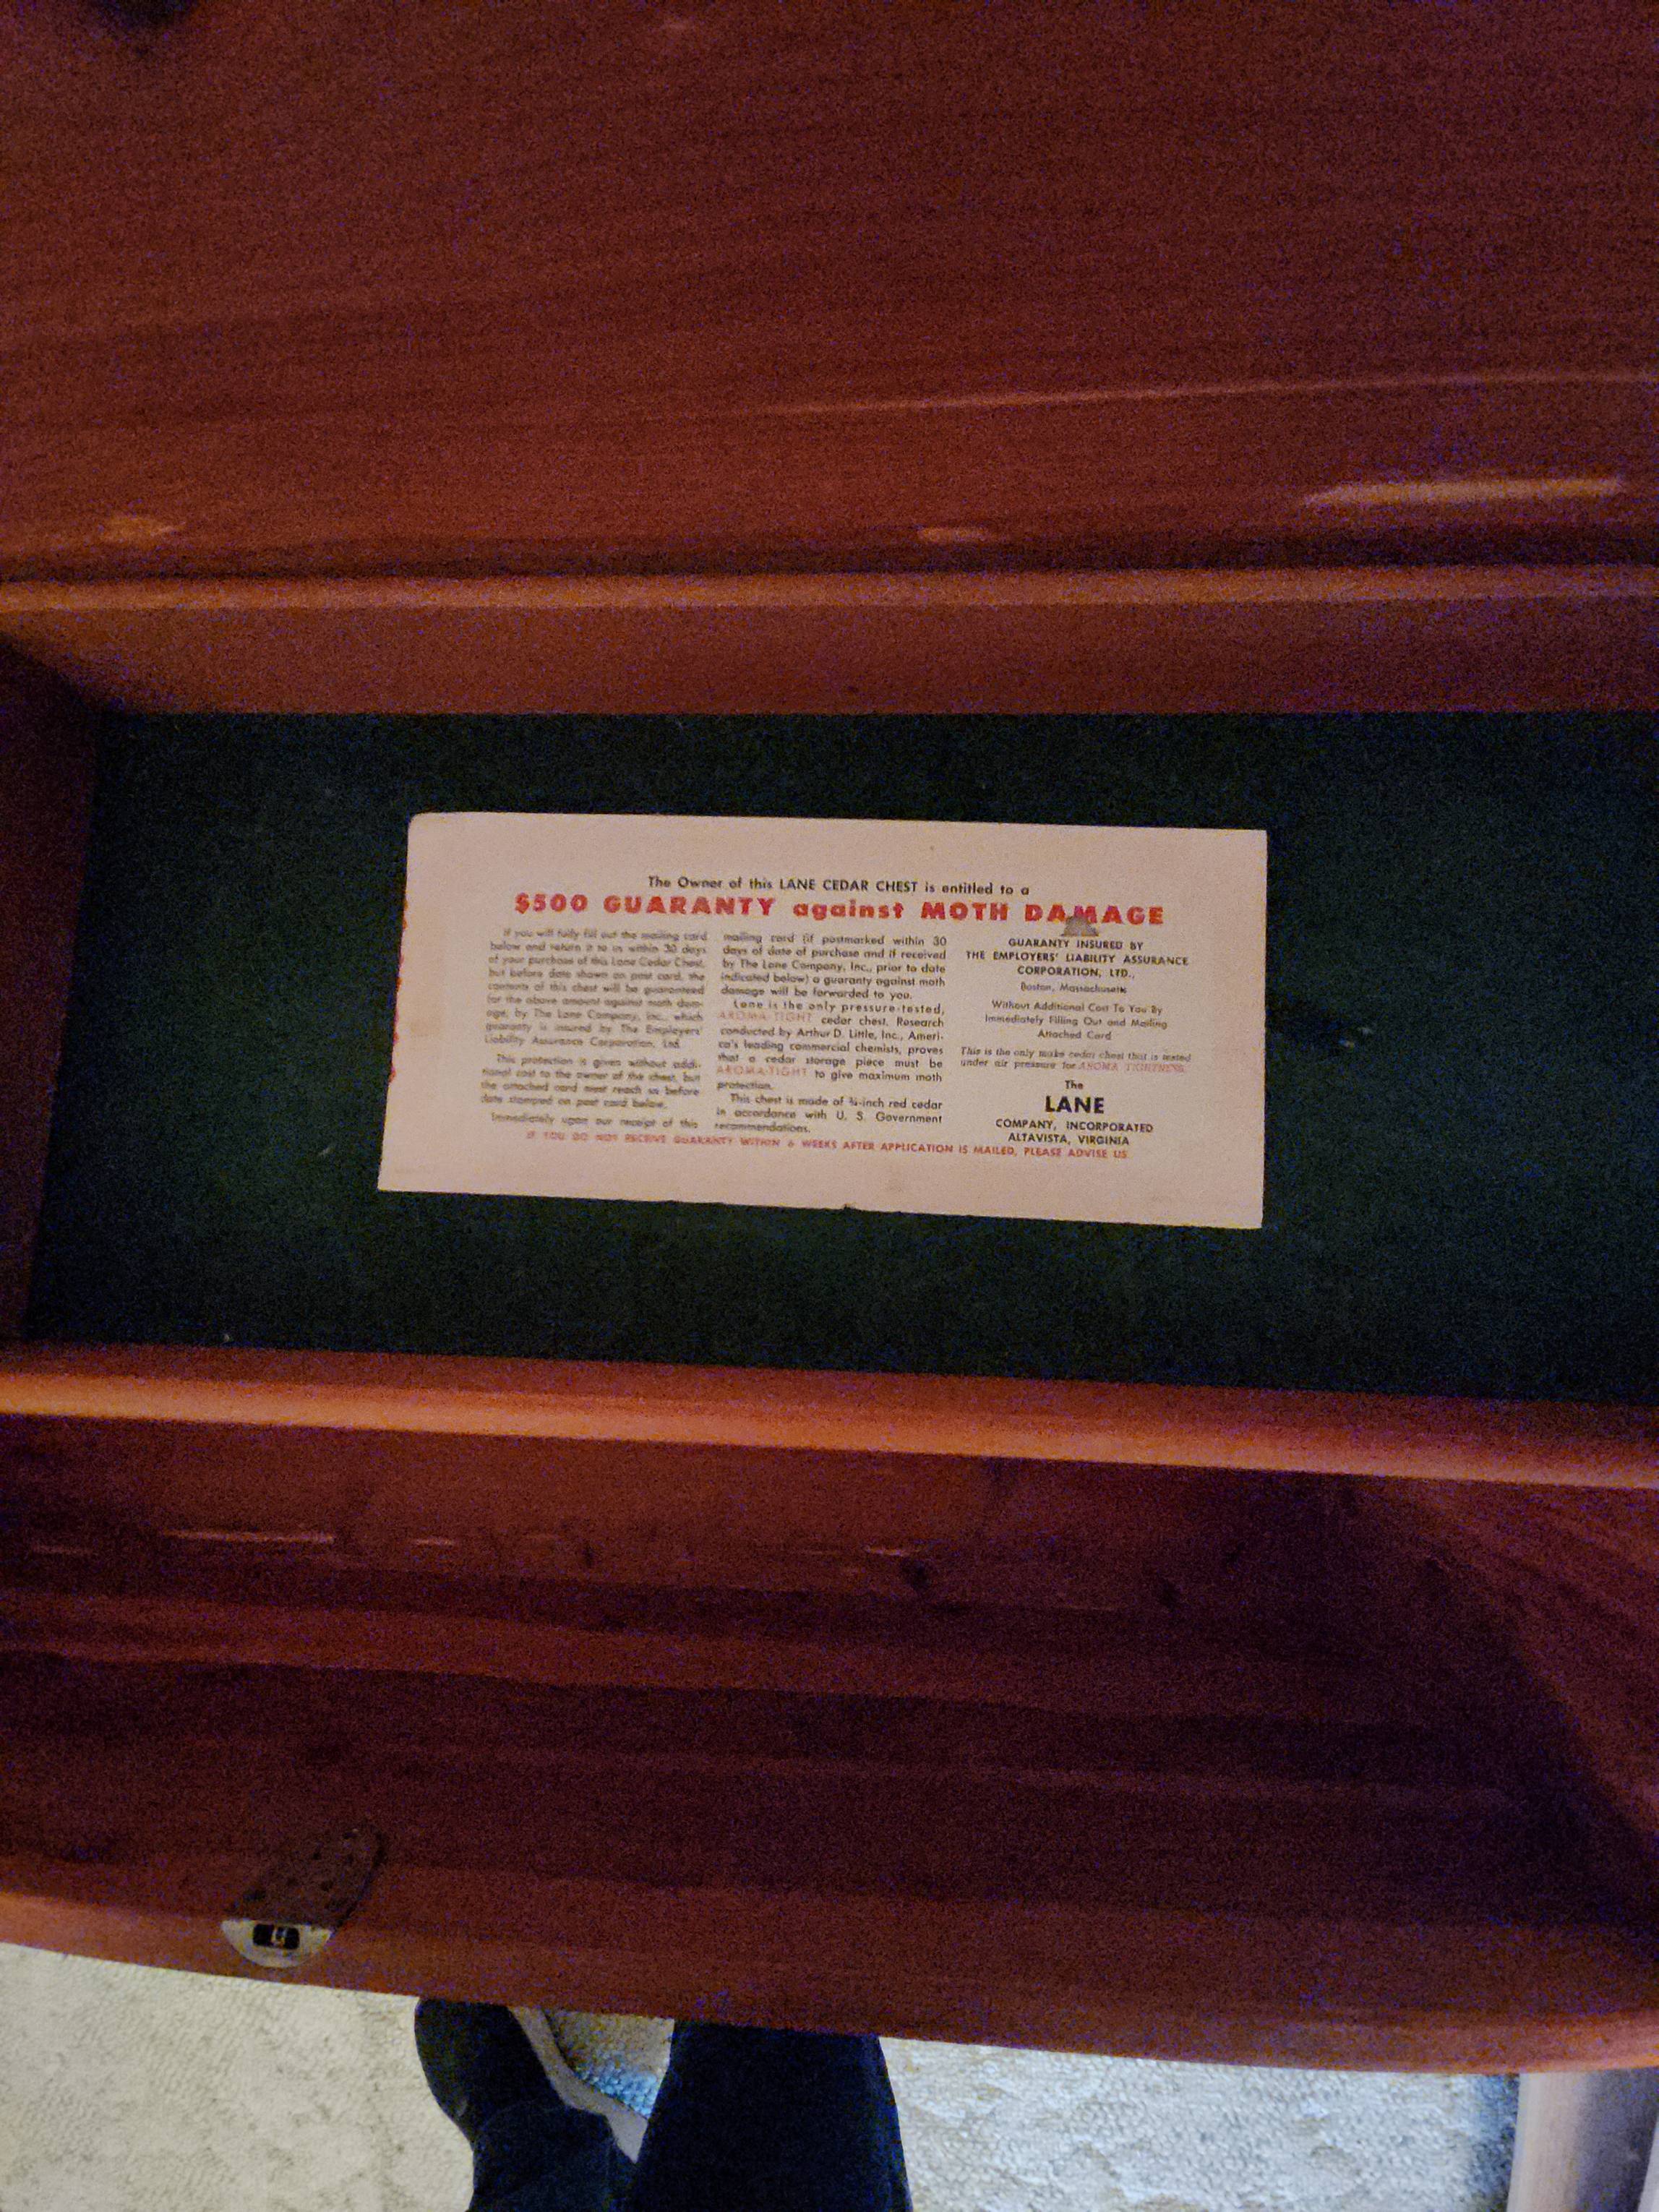 The Owner of this LANE CEDAR CHEST is entitled to a
$500 GUARANTY against MOTH DAMAGE
If you will fully fill out the mailing card
below and return it to us within 30 days
of your purchase of this Lane Cedar Chest,
but before date shown on post card, the
contents of this chest will be guaranteed
for the above amount against moth dam-
age, by The Lane Company, Inc., which
guaranty is insured by The Employers'
Liability Assurance Corporation, Ltd.
This protection is given without addi-
tional cost to the owner of the chest, but
the attached card must reach us before
date stamped on post card below.
Immediately upon our receipt of this
mailing card (if postmarked within 30
days of date of purchase and if received
by The Lane Company, Inc., prior to date
indicated below) a guaranty against moth
damage will be forwarded to you.
Lane is the only pressure-tested,
AROMA-TIGHT cedar chest. Research
conducted by Arthur D. Little, Inc., Ameri-
ca's leading commercial chemists, proves
that a cedar storage piece must be
AROMA-TIGHT to give maximum moth
protection.
This chest is made of ¾-inch red cedar
in accordance with U. S. Government
recommendations.
GUARANTY INSURED BY
THE EMPLOYERS' LIABILITY ASSURANCE
CORPORATION, LTD.,
Boston, Massachusetts
Without Additional Cost To You By
Immediately Filling Out and Mailing
Attached Card
This is the only make cedar chest that is tested
under air pressure for AROMA TIGHTNESS.
The
LANE
COMPANY, INCORPORATED
ALTAVISTA, VIRGINIA
IF YOU DO NOT RECEIVE GUARANTY WITHIN 6 WEEKS AFTER APPLICATION IS MAILED, PLEASE ADVISE US